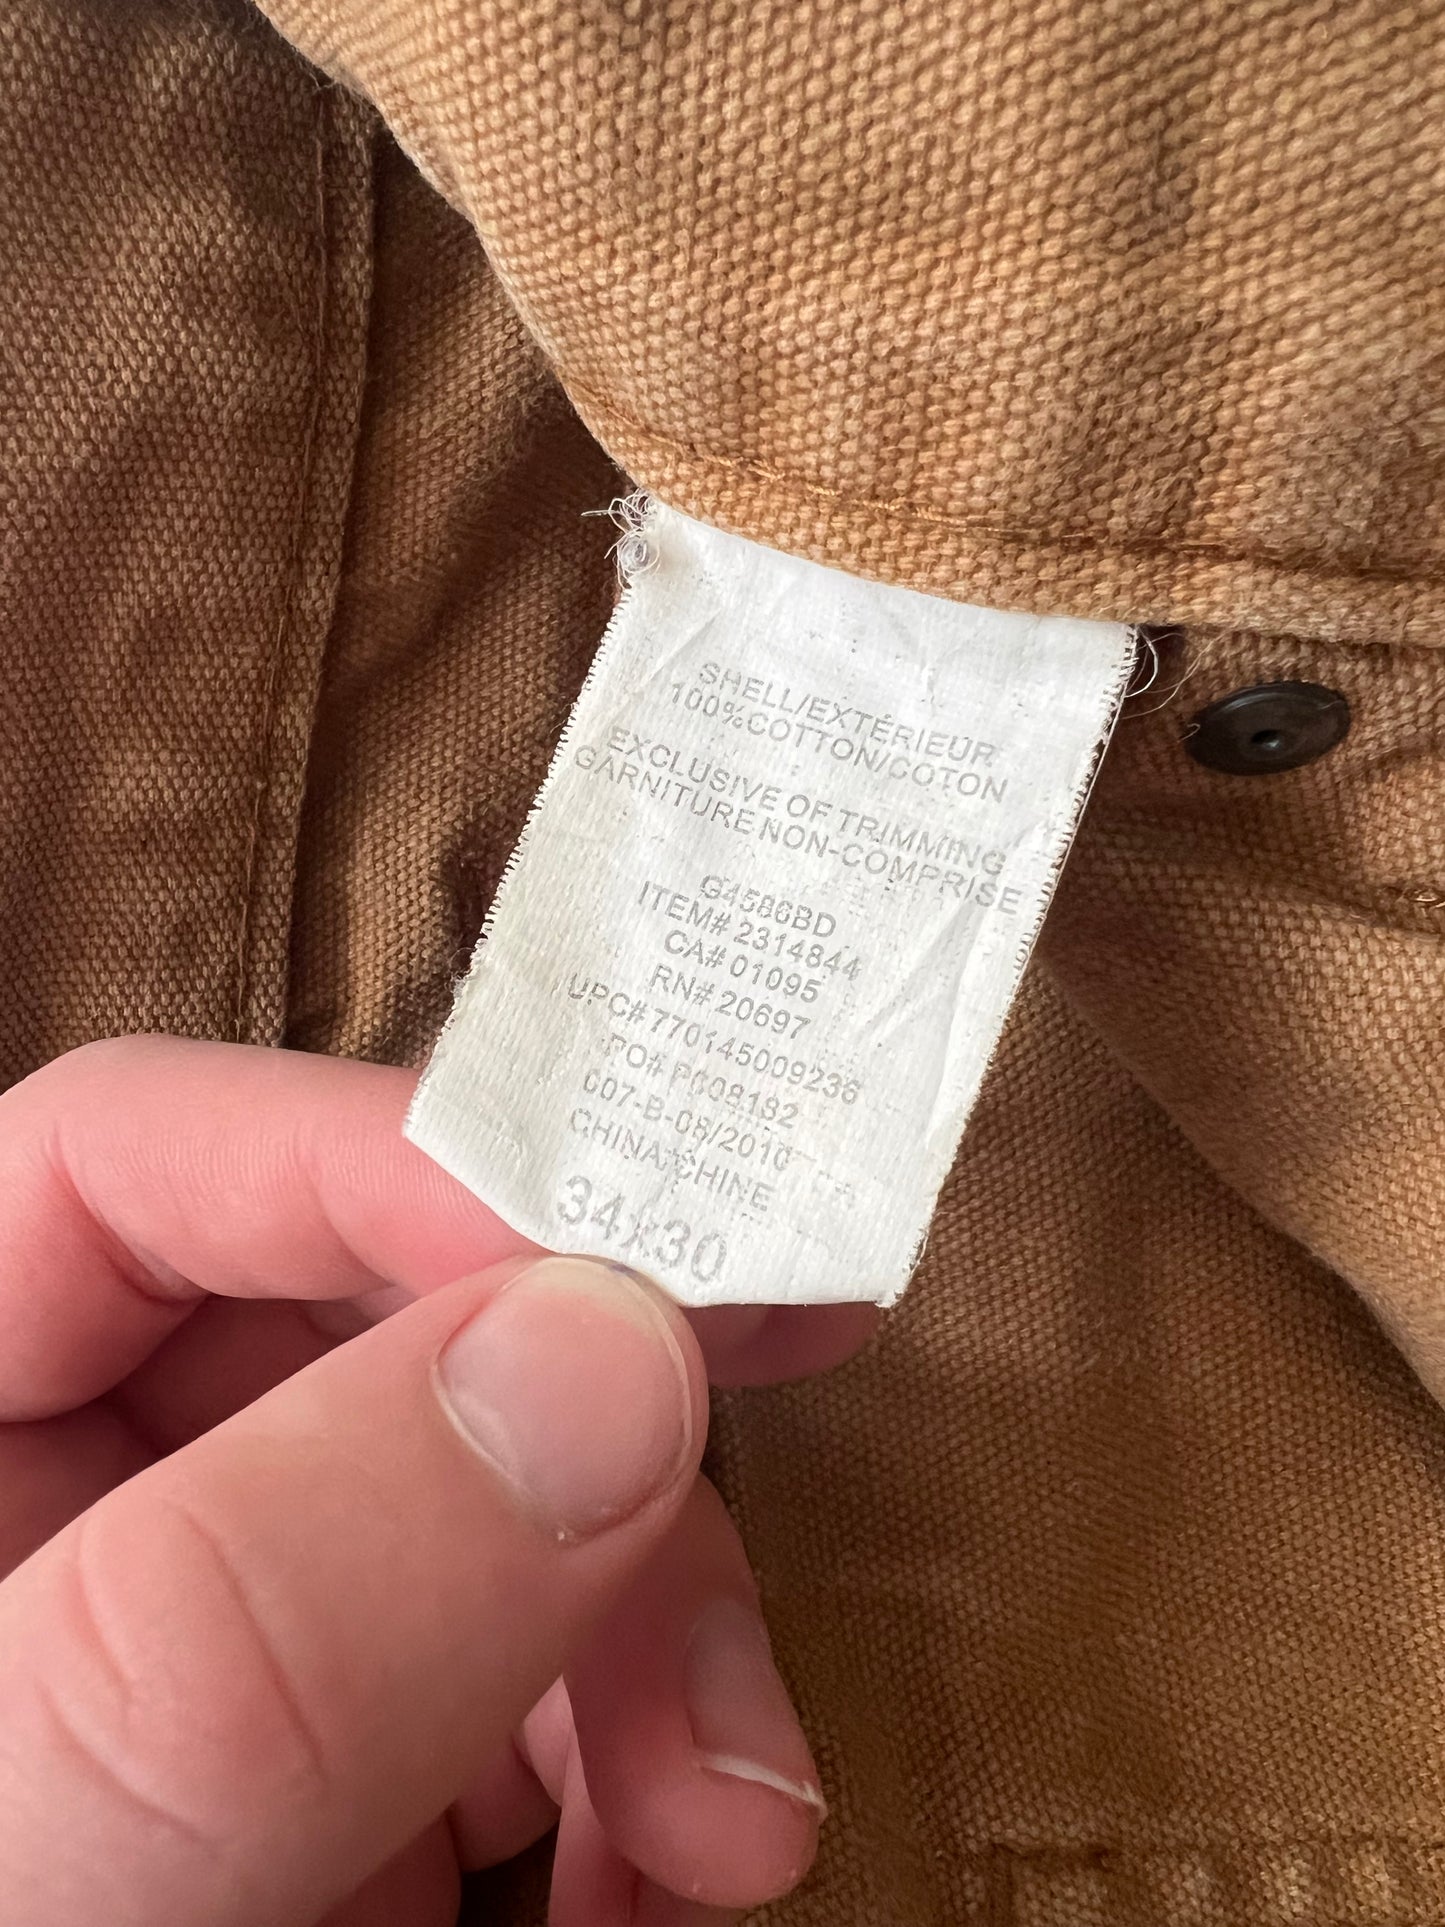 SHELL/EXTÉRIEUR
100%COTTON/COTON
EXCLUSIVE OF TRIMMING
GARNITURE NON-COMPRISE
G4586BD
ITEM# 2314844
CA# 01095
RN# 20697
UPC# 770145009236
PO# P008182
007-B-08/2010
CHINA/CHINE
34x30